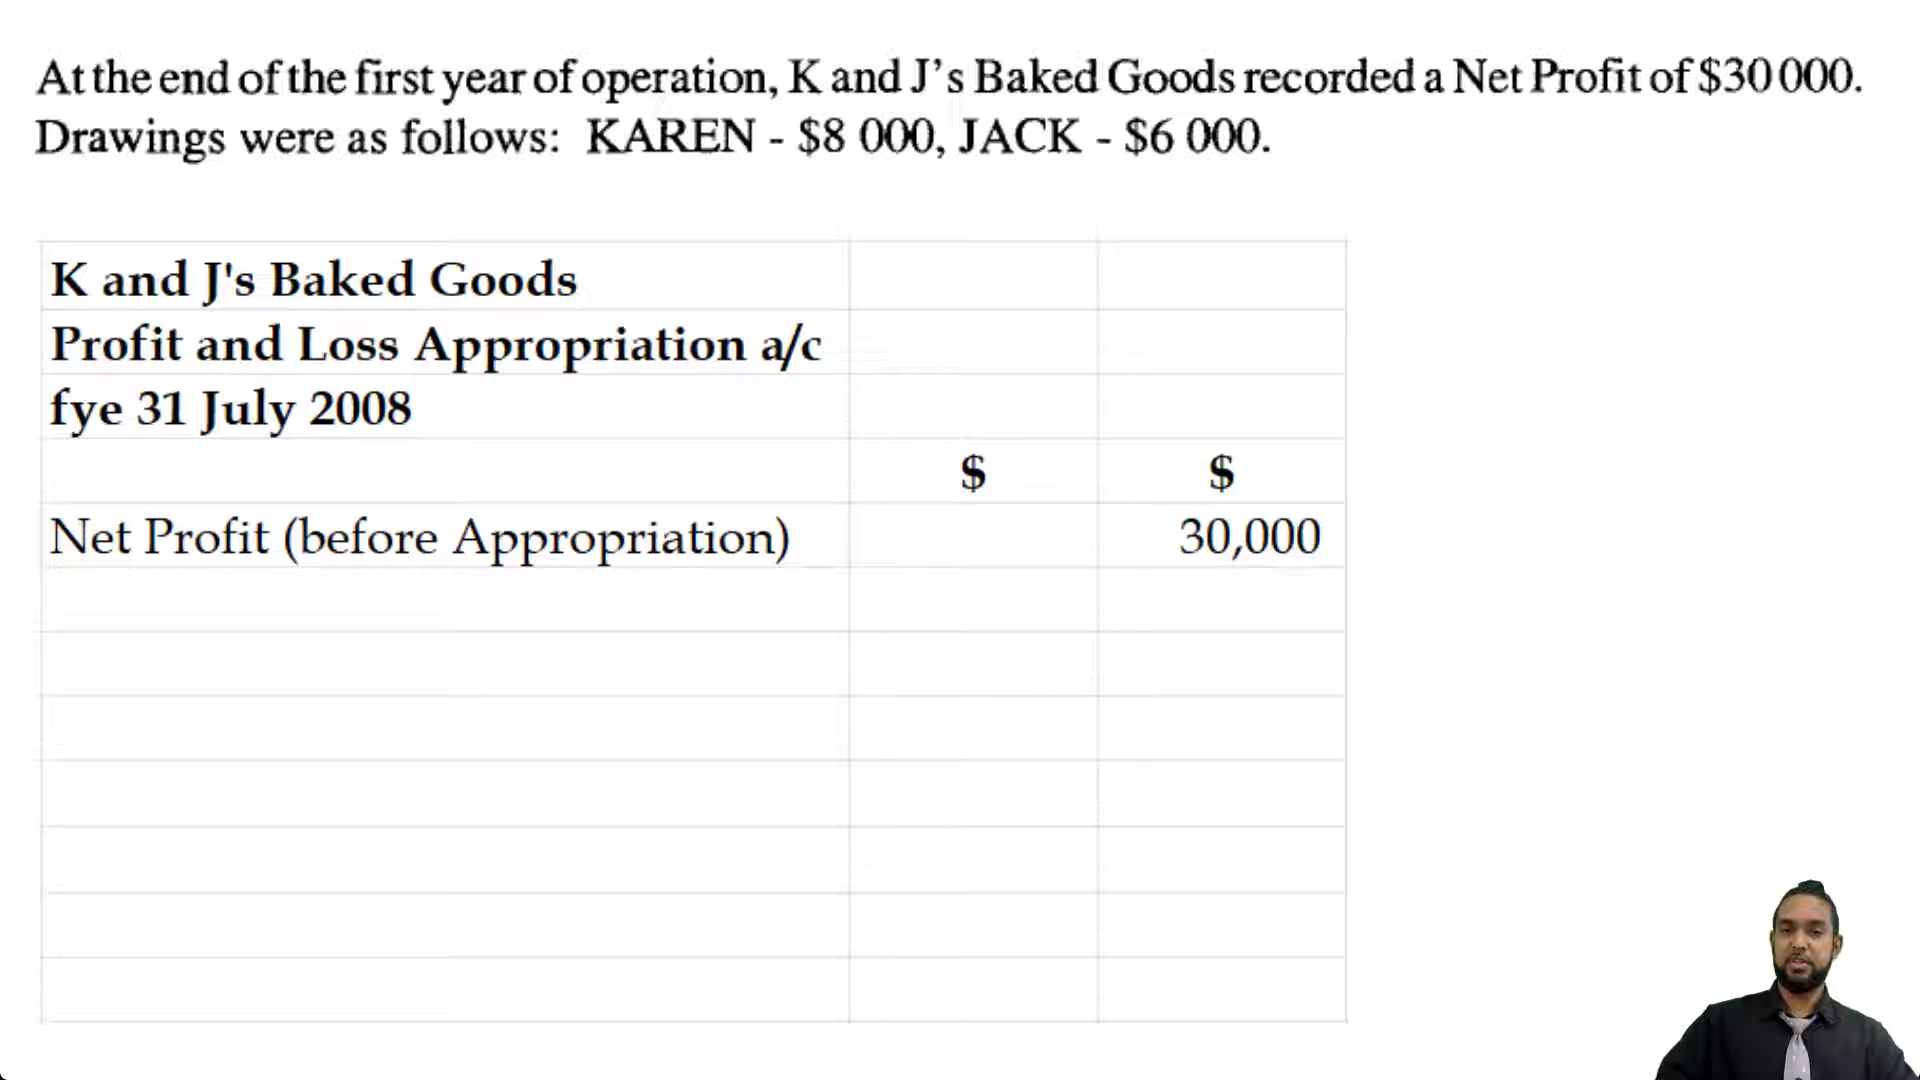 At the end of the first year of operation, K and J’s Baked Goods recorded a Net Profit of $30 000.
Drawings were as follows: KAREN - $8 000, JACK - $6 000.
K and J's Baked Goods
Profit and Loss Appropriation a/c
fye 31 July 2008
$ $
Net Profit (before Appropriation) 30,000